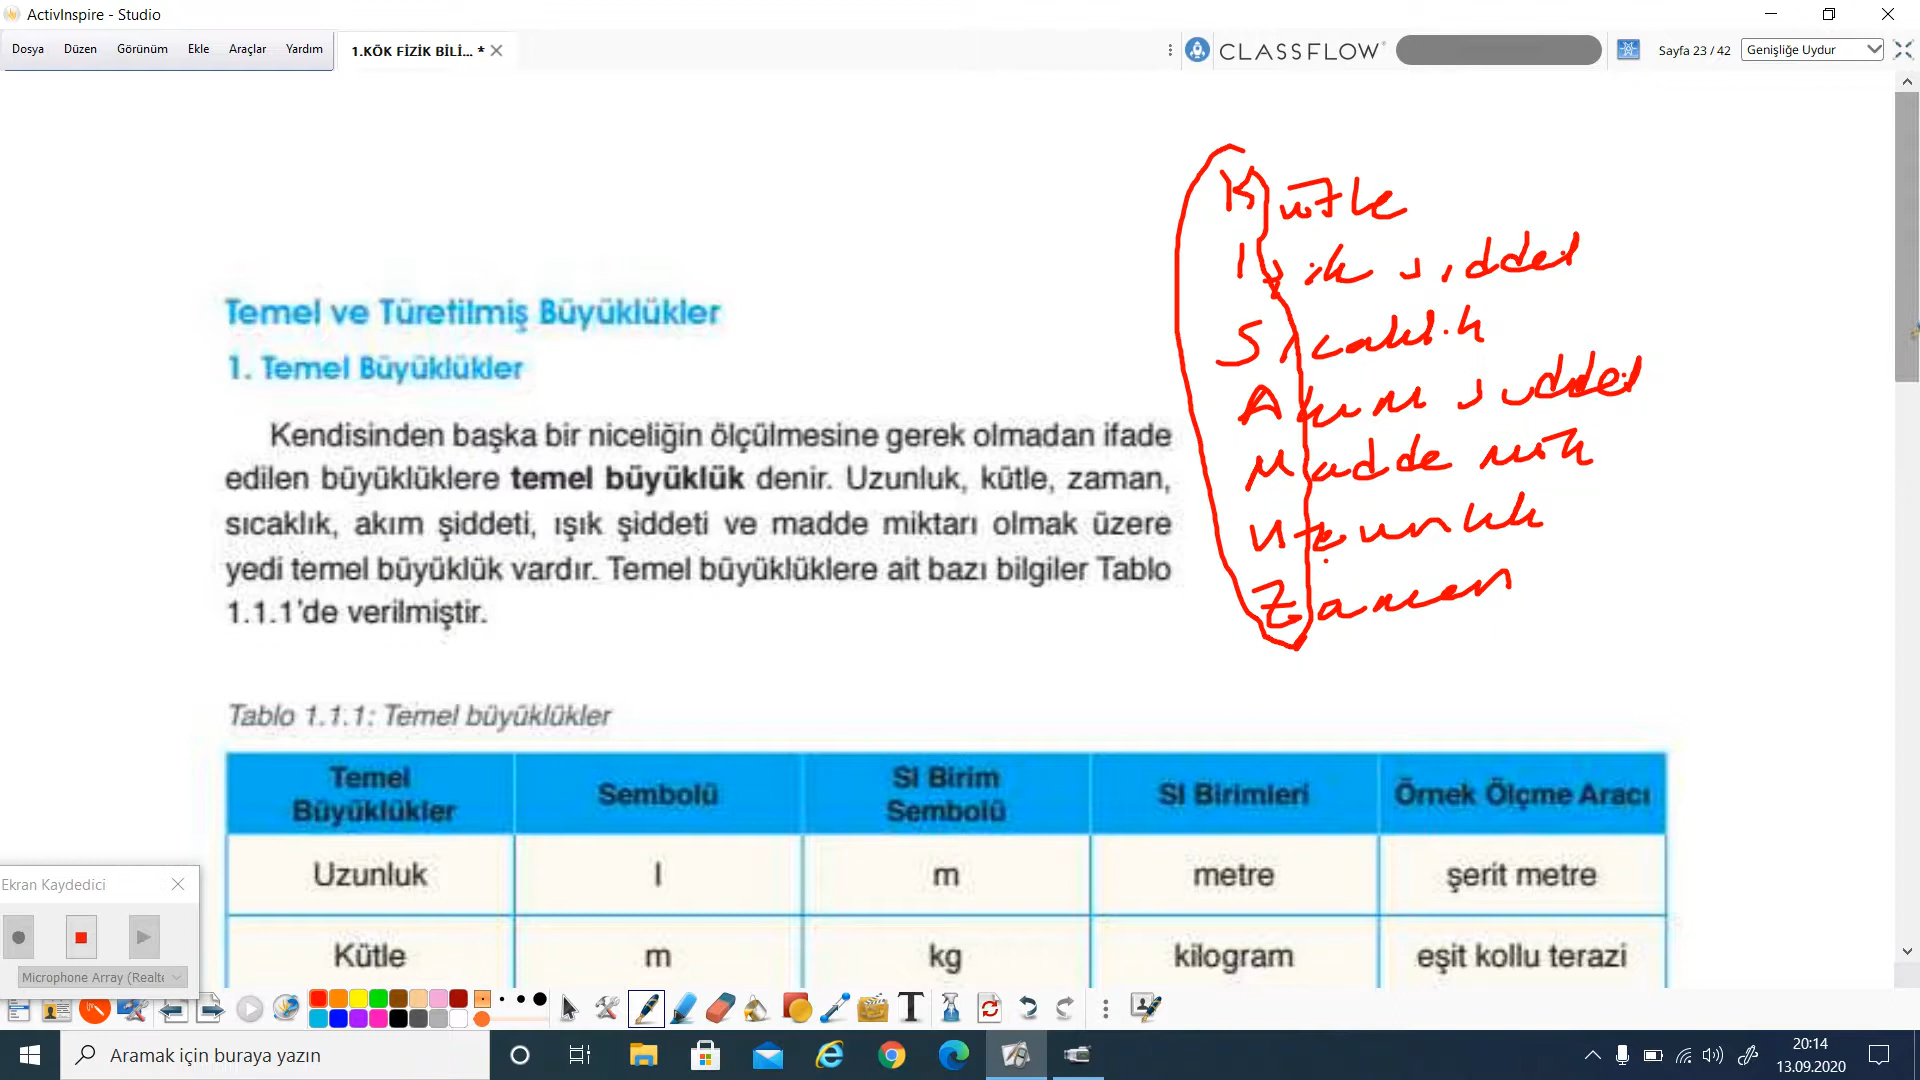 ActivInspire - Studio
Dosya Düzen Görünüm Ekle Araçlar Yardım
1.KÖK FİZİK BİLİ... *
CLASSFLOW
Sayfa 23 / 42
Genişliğe Uydur
Kütle
Işık şiddet
Sıcaklık
Akım şiddet
Madde mik
Uzunluk
Zaman
Temel ve Türetilmiş Büyüklükler
1. Temel Büyüklükler
Kendisinden başka bir niceliğin ölçülmesine gerek olmadan ifade
edilen büyüklüklere temel büyüklük denir. Uzunluk, kütle, zaman,
sıcaklık, akım şiddeti, ışık şiddeti ve madde miktarı olmak üzere
yedi temel büyüklük vardır. Temel büyüklüklere ait bazı bilgiler Tablo
1.1.1'de verilmiştir.
Tablo 1.1.1: Temel büyüklükler
Temel Büyüklükler Sembolü SI Birim Sembolü SI Birimleri Örnek Ölçme Aracı
Uzunluk l m metre şerit metre
Kütle m kg kilogram eşit kollu terazi
Ekran Kaydedici
Microphone Array (Realte
Aramak için buraya yazın
20:14
13.09.2020